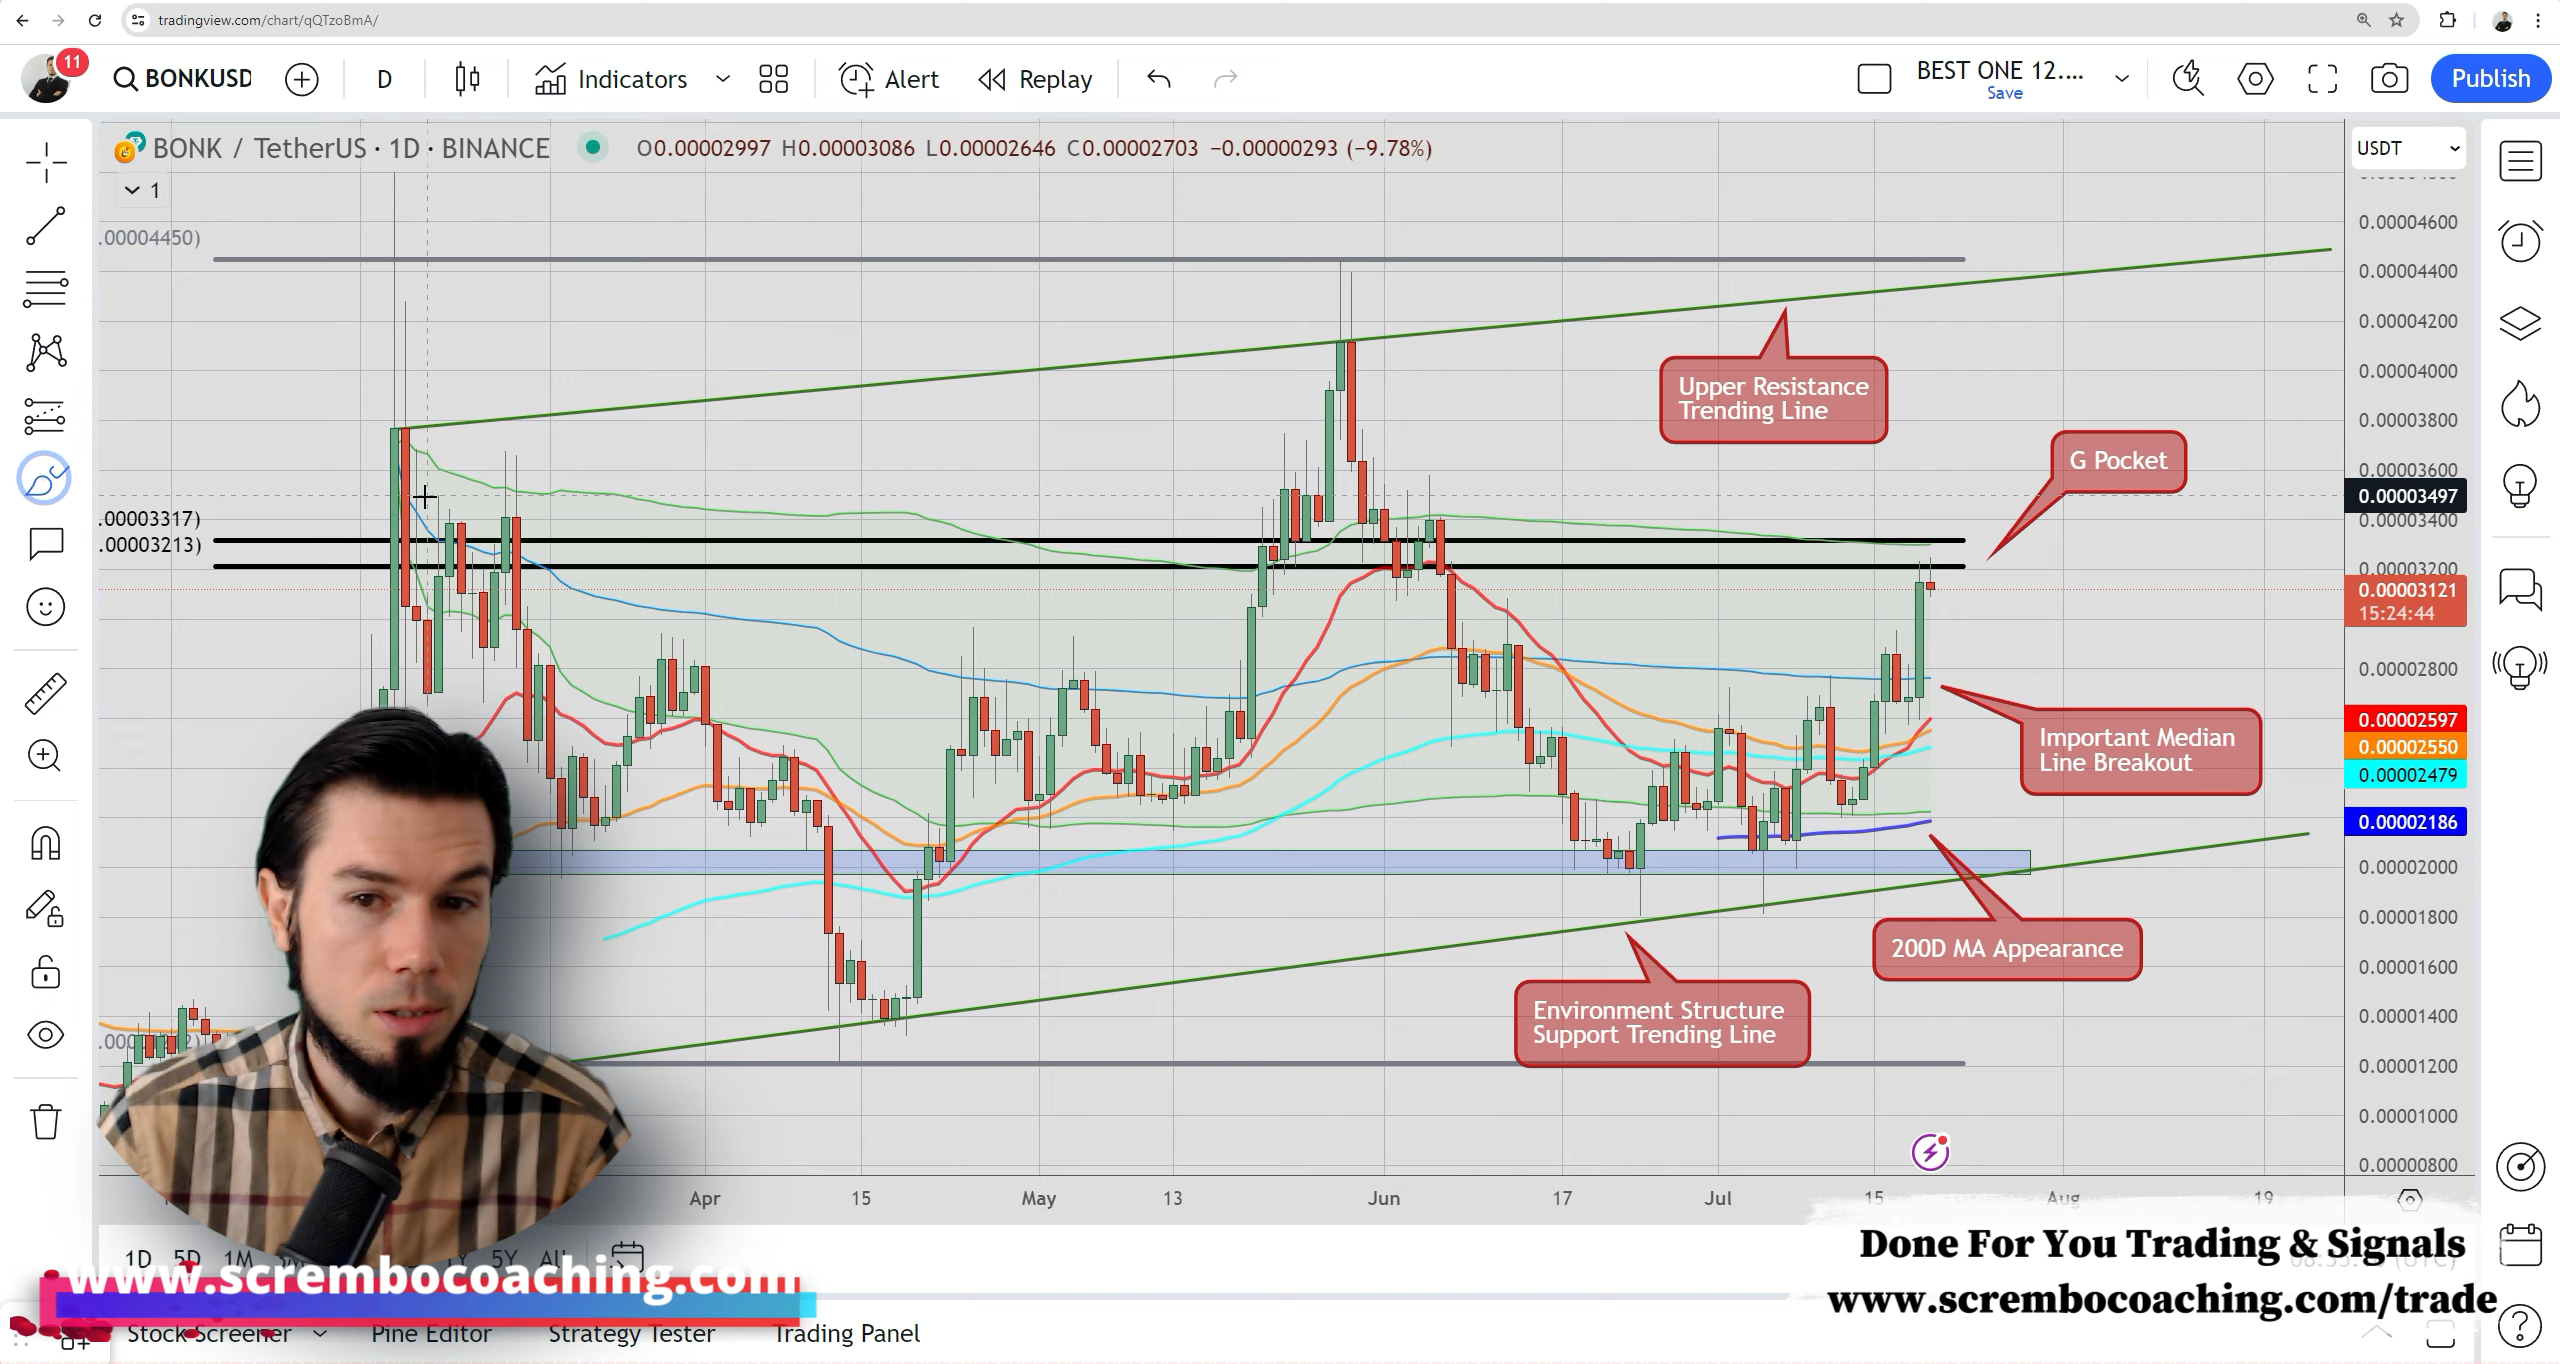 tradingview.com/chart/qQTzoBmA/
11
BONKUSD
D
Indicators
Alert
Replay
BEST ONE 12....
Save
Publish
BONK / TetherUS · 1D · BINANCE
O0.00002997 H0.00003086 L0.00002646 C0.00002703 −0.00000293 (−9.78%)
USDT
1
.00004450)
0.00004600
0.00004400
0.00004200
0.00004000
0.00003800
0.00003600
0.00003497
0.00003400
0.00003200
0.00003121
15:24:44
0.00002800
0.00002597
0.00002550
0.00002479
0.00002186
0.00002000
0.00001800
0.00001600
0.00001400
0.00001200
0.00001000
0.00000800
.00003317)
.00003213)
Upper Resistance
Trending Line
G Pocket
Important Median
Line Breakout
200D MA Appearance
Environment Structure
Support Trending Line
Apr
15
May
13
Jun
17
Jul
15
Aug
19
1D
5D
1M
5Y
All
www.scrembocoaching.com
Done For You Trading & Signals
www.scrembocoaching.com/trade
Stock Screener
Pine Editor
Strategy Tester
Trading Panel